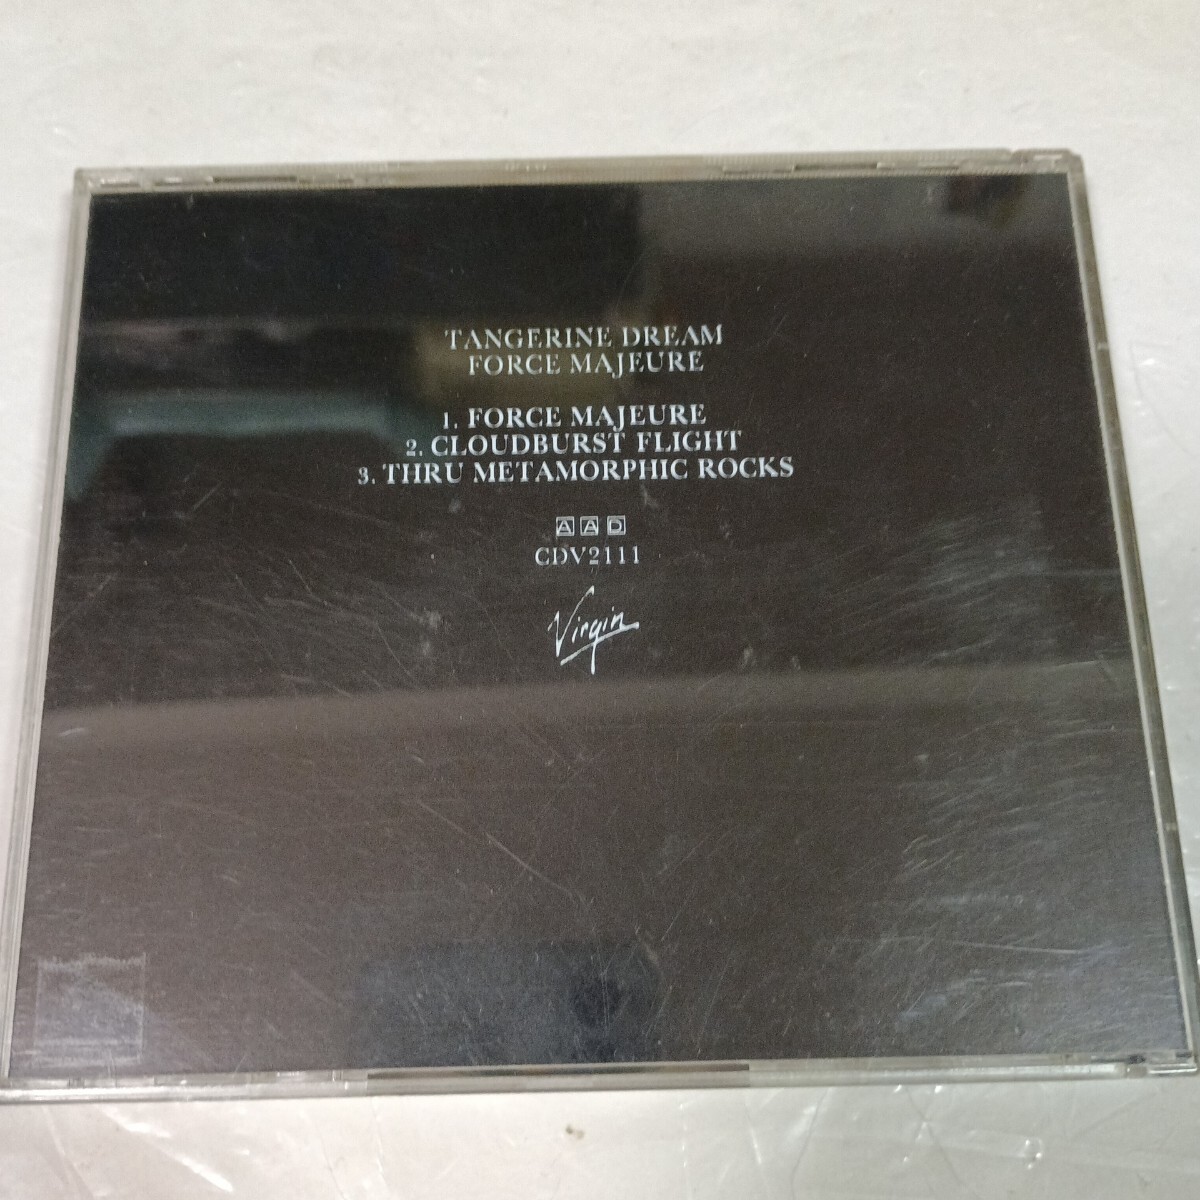 TANGERINE DREAM
FORCE MAJEURE
1. FORCE MAJEURE
2. CLOUDBURST FLIGHT
3. THRU METAMORPHIC ROCKS
AAD
CDV2111
Virgin